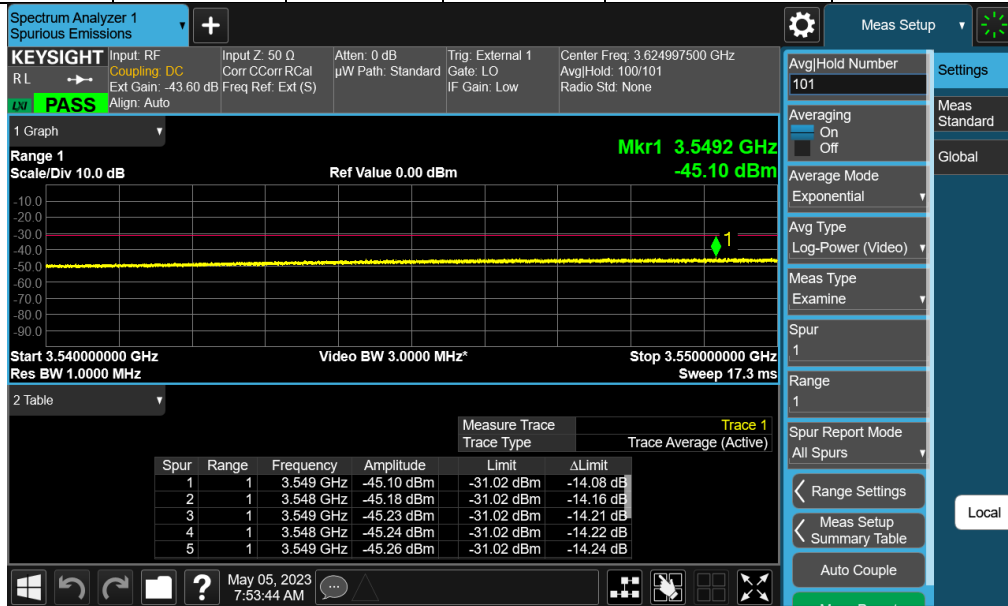 Spectrum Analyzer 1
Spurious Emissions
Meas Setup
KEYSIGHT
RL
LXI PASS
Input: RF
Coupling: DC
Ext Gain: -43.60 dB
Align: Auto
Input Z: 50 Ω
Corr CCorr RCal
Freq Ref: Ext (S)
Atten: 0 dB
µW Path: Standard
Trig: External 1
Gate: LO
IF Gain: Low
Center Freq: 3.624997500 GHz
Avg|Hold: 100/101
Radio Std: None
1 Graph
Range 1
Scale/Div 10.0 dB
Ref Value 0.00 dBm
Mkr1 3.5492 GHz
-45.10 dBm
-10.0
-20.0
-30.0
-40.0
-50.0
-60.0
-70.0
-80.0
-90.0
1
Start 3.540000000 GHz
Video BW 3.0000 MHz*
Stop 3.550000000 GHz
Res BW 1.0000 MHz
Sweep 17.3 ms
2 Table
Measure Trace Trace 1
Trace Type Trace Average (Active)
Spur Range Frequency Amplitude Limit ΔLimit
1 1 3.549 GHz -45.10 dBm -31.02 dBm -14.08 dB
2 1 3.548 GHz -45.18 dBm -31.02 dBm -14.16 dB
3 1 3.549 GHz -45.23 dBm -31.02 dBm -14.21 dB
4 1 3.548 GHz -45.24 dBm -31.02 dBm -14.22 dB
5 1 3.549 GHz -45.26 dBm -31.02 dBm -14.24 dB
May 05, 2023
7:53:44 AM
Avg|Hold Number
101
Averaging
On
Off
Average Mode
Exponential
Avg Type
Log-Power (Video)
Meas Type
Examine
Spur
1
Range
1
Spur Report Mode
All Spurs
Range Settings
Meas Setup
Summary Table
Auto Couple
Settings
Meas
Standard
Global
Local